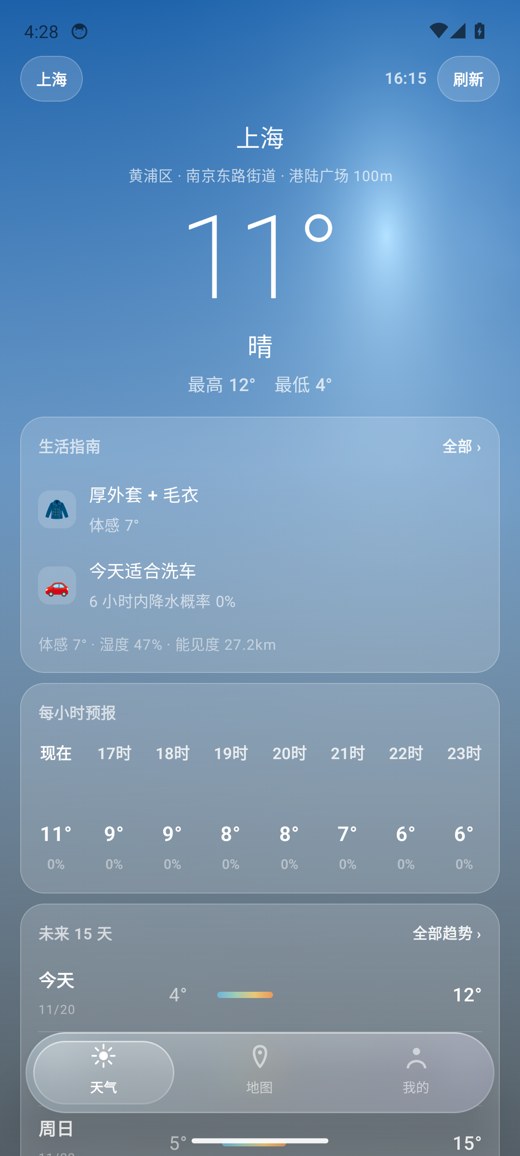 4:28
上海
16:15 刷新
上海
黄浦区 · 南京东路街道 · 港陆广场 100m
11°
晴
最高 12° 最低 4°
生活指南 全部 ›
厚外套 + 毛衣
体感 7°
今天适合洗车
6 小时内降水概率 0%
体感 7° · 湿度 47% · 能见度 27.2km
每小时预报
现在 17时 18时 19时 20时 21时 22时 23时
11° 9° 9° 8° 8° 7° 6° 6°
0% 0% 0% 0% 0% 0% 0% 0%
未来 15 天 全部趋势 ›
今天
4° 12°
11/20
天气 地图 我的
周日
5° 15°